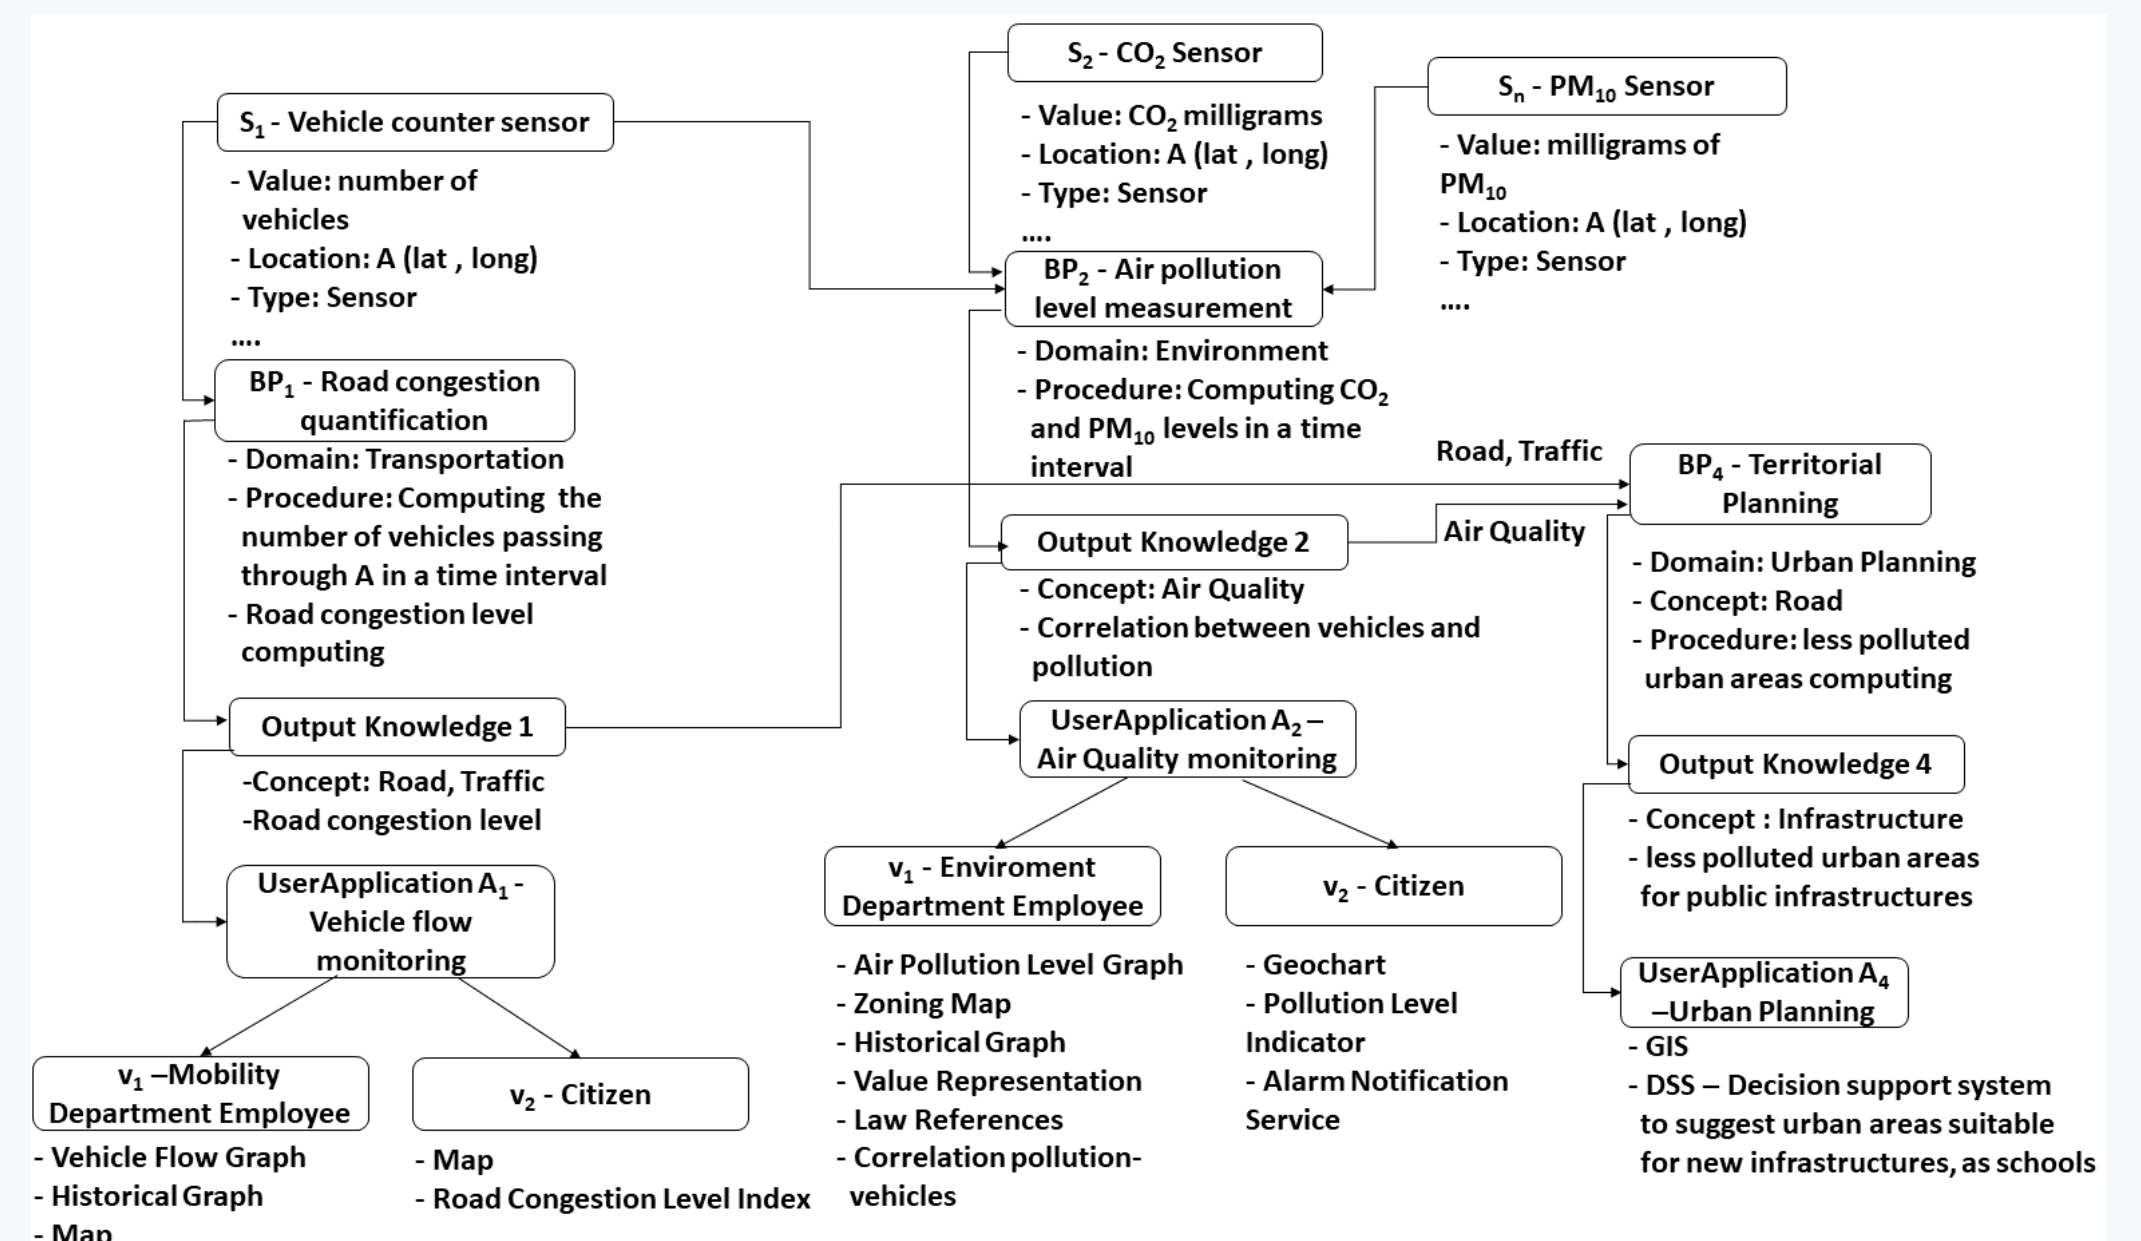 S₂ - CO₂ Sensor
- Value: CO₂ milligrams
- Location: A (lat , long)
- Type: Sensor
....
Sₙ - PM₁₀ Sensor
- Value: milligrams of
PM₁₀
- Location: A (lat , long)
- Type: Sensor
....
S₁ - Vehicle counter sensor
- Value: number of
vehicles
- Location: A (lat , long)
- Type: Sensor
....
BP₁ - Road congestion
quantification
- Domain: Transportation
- Procedure: Computing the
number of vehicles passing
through A in a time interval
- Road congestion level
computing
BP₂ - Air pollution
level measurement
- Domain: Environment
- Procedure: Computing CO₂
and PM₁₀ levels in a time
interval
Road, Traffic
Air Quality
BP₄ - Territorial
Planning
- Domain: Urban Planning
- Concept: Road
- Procedure: less polluted
urban areas computing
Output Knowledge 2
- Concept: Air Quality
- Correlation between vehicles and
pollution
Output Knowledge 1
-Concept: Road, Traffic
-Road congestion level
UserApplication A₂ –
Air Quality monitoring
Output Knowledge 4
- Concept : Infrastructure
- less polluted urban areas
for public infrastructures
UserApplication A₁ -
Vehicle flow
monitoring
v₁ - Enviroment
Department Employee
- Air Pollution Level Graph
- Zoning Map
- Historical Graph
- Value Representation
- Law References
- Correlation pollution-
vehicles
v₂ - Citizen
- Geochart
- Pollution Level
Indicator
- Alarm Notification
Service
UserApplication A₄
–Urban Planning
- GIS
- DSS – Decision support system
to suggest urban areas suitable
for new infrastructures, as schools
v₁ –Mobility
Department Employee
- Vehicle Flow Graph
- Historical Graph
- Map
v₂ - Citizen
- Map
- Road Congestion Level Index